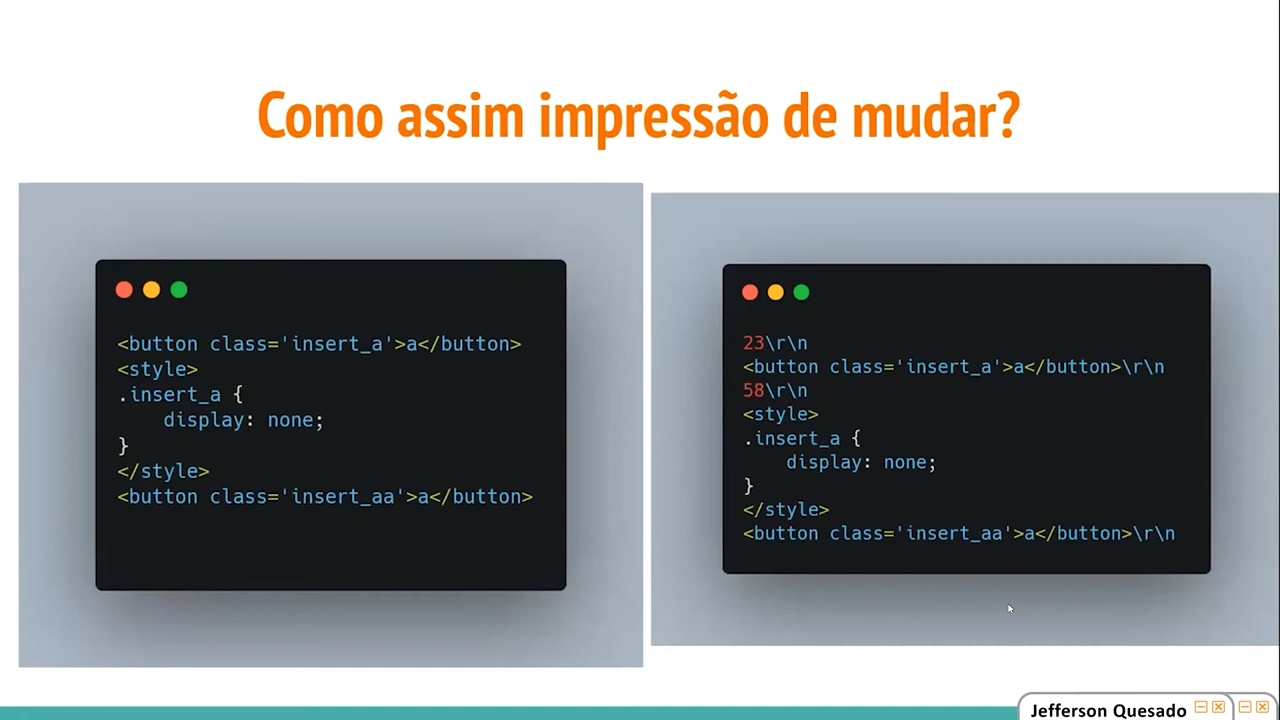 Como assim impressão de mudar?
<button class='insert_a'>a</button>
<style>
.insert_a {
    display: none;
}
</style>
<button class='insert_aa'>a</button>
23\r\n
<button class='insert_a'>a</button>\r\n
58\r\n
<style>
.insert_a {
    display: none;
}
</style>
<button class='insert_aa'>a</button>\r\n
Jefferson Quesado